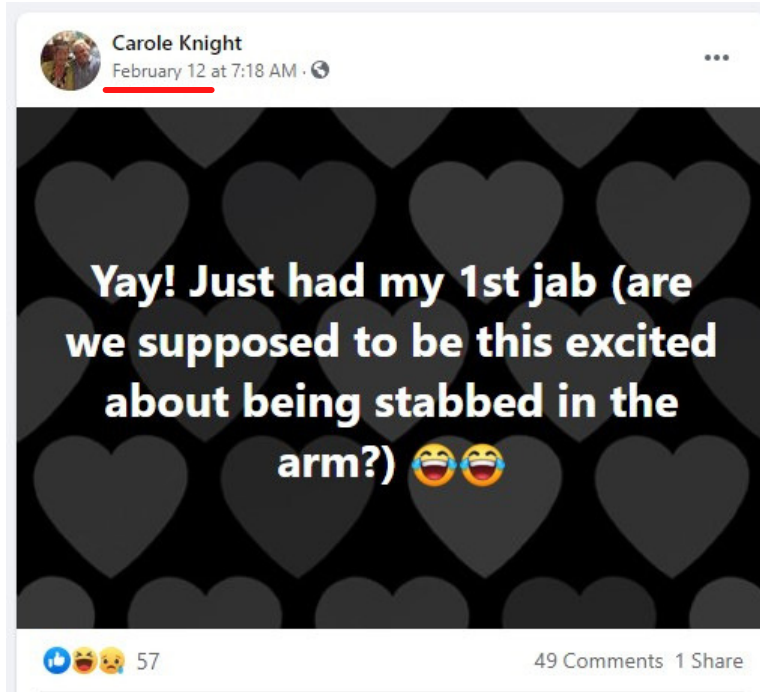 Carole Knight
February 12 at 7:18 AM ·
Yay! Just had my 1st jab (are
we supposed to be this excited
about being stabbed in the
arm?) 😂😂
57
49 Comments 1 Share